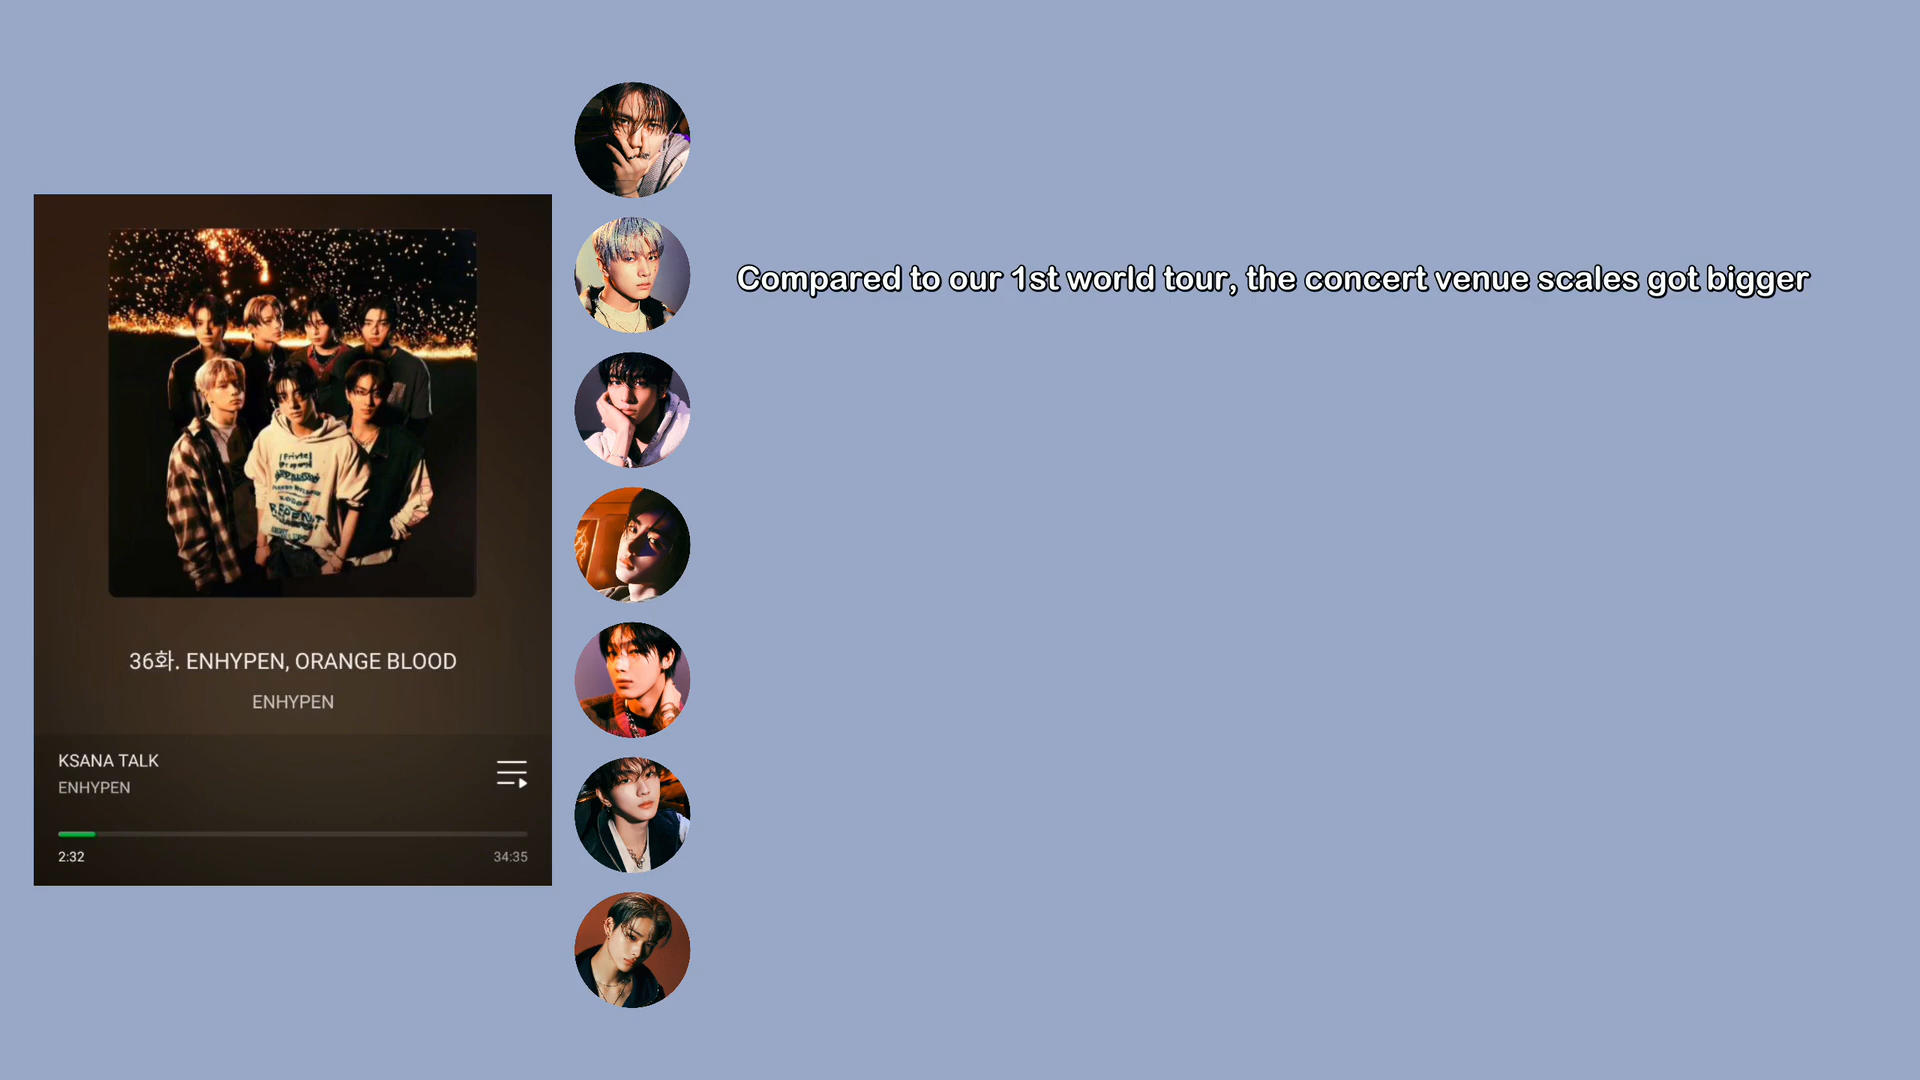 36화. ENHYPEN, ORANGE BLOOD
ENHYPEN
KSANA TALK
ENHYPEN
2:32
34:35
Compared to our 1st world tour, the concert venue scales got bigger